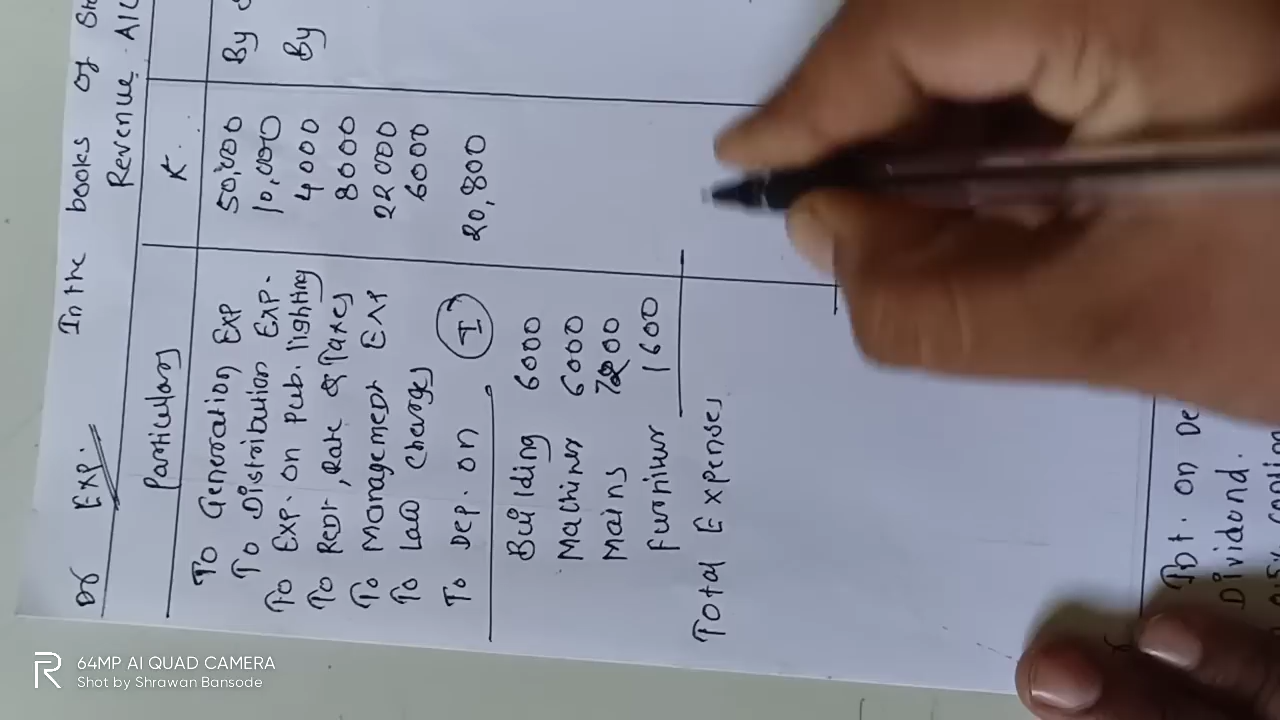 In the books of
Dr Exp. Revenue A/C
Particulars K.
To Generation Exp 50,000 By
To Distribution Exp. 10,000
To Exp. on Pub. lighting 4000 By
To Rent, Rate & Taxes 8000
To Management Exp 22000
To Law Charges 6000
To Dep. on. I 20,800
Building 6000
Machines 6000
Mains 7200
Furniture 1600
Total Expenses
Int. on De
Dividend.
64MP AI QUAD CAMERA
Shot by Shrawan Bansode